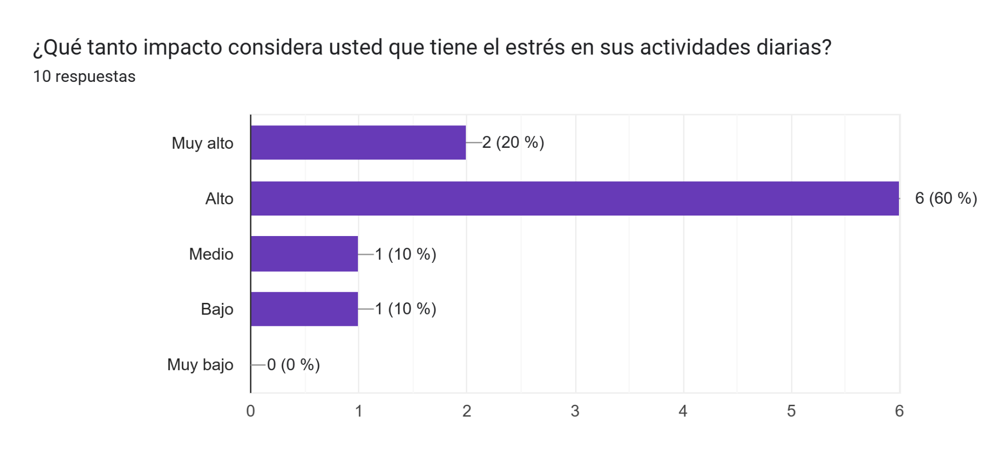 ¿Qué tanto impacto considera usted que tiene el estrés en sus actividades diarias?
10 respuestas
Muy alto
2 (20 %)
Alto
6 (60 %)
Medio
1 (10 %)
Bajo
1 (10 %)
Muy bajo
0 (0 %)
0 1 2 3 4 5 6